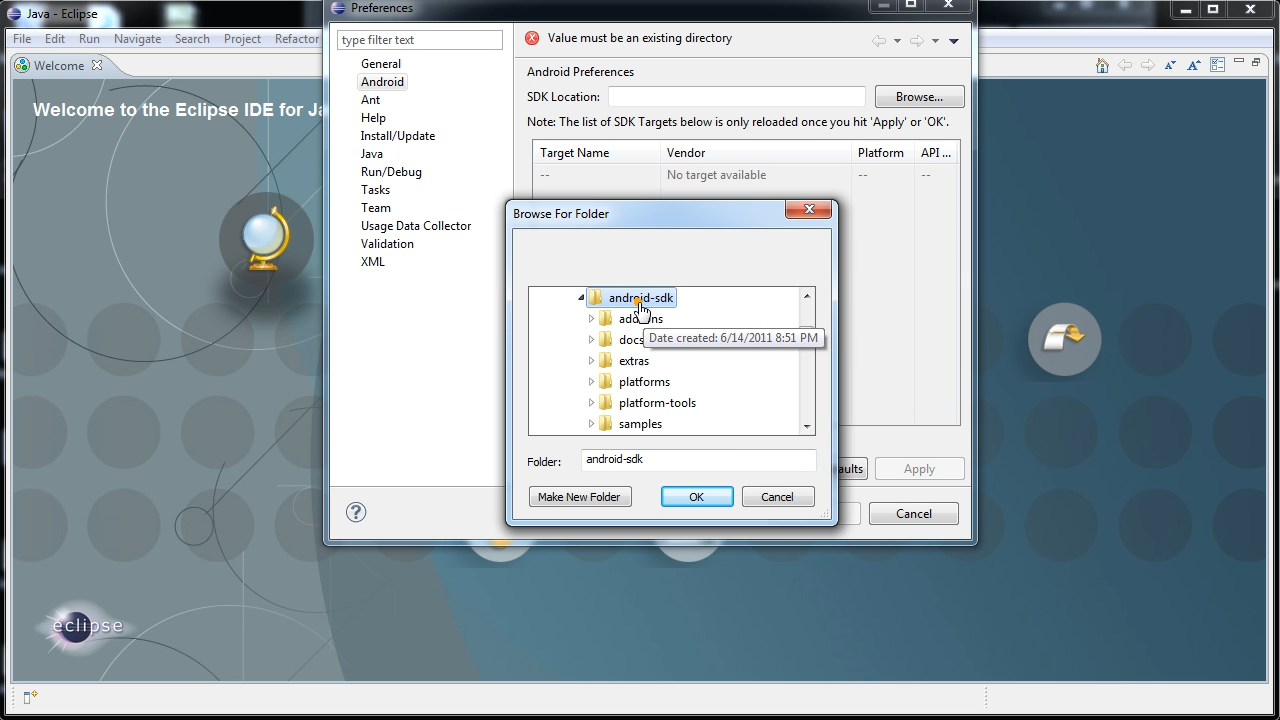 Java - Eclipse
Preferences
File Edit Run Navigate Search Project Refactor
type filter text
Value must be an existing directory
Welcome
General
Android
Ant
Help
Install/Update
Java
Run/Debug
Tasks
Team
Usage Data Collector
Validation
XML
Android Preferences
SDK Location:
Browse...
Note: The list of SDK Targets below is only reloaded once you hit 'Apply' or 'OK'.
Target Name Vendor Platform API ...
-- No target available -- --
Welcome to the Eclipse IDE for Ja
Browse For Folder
android-sdk
docs
Date created: 6/14/2011 8:51 PM
extras
platforms
platform-tools
samples
Folder: android-sdk
Make New Folder OK Cancel
aults Apply
Cancel
eclipse